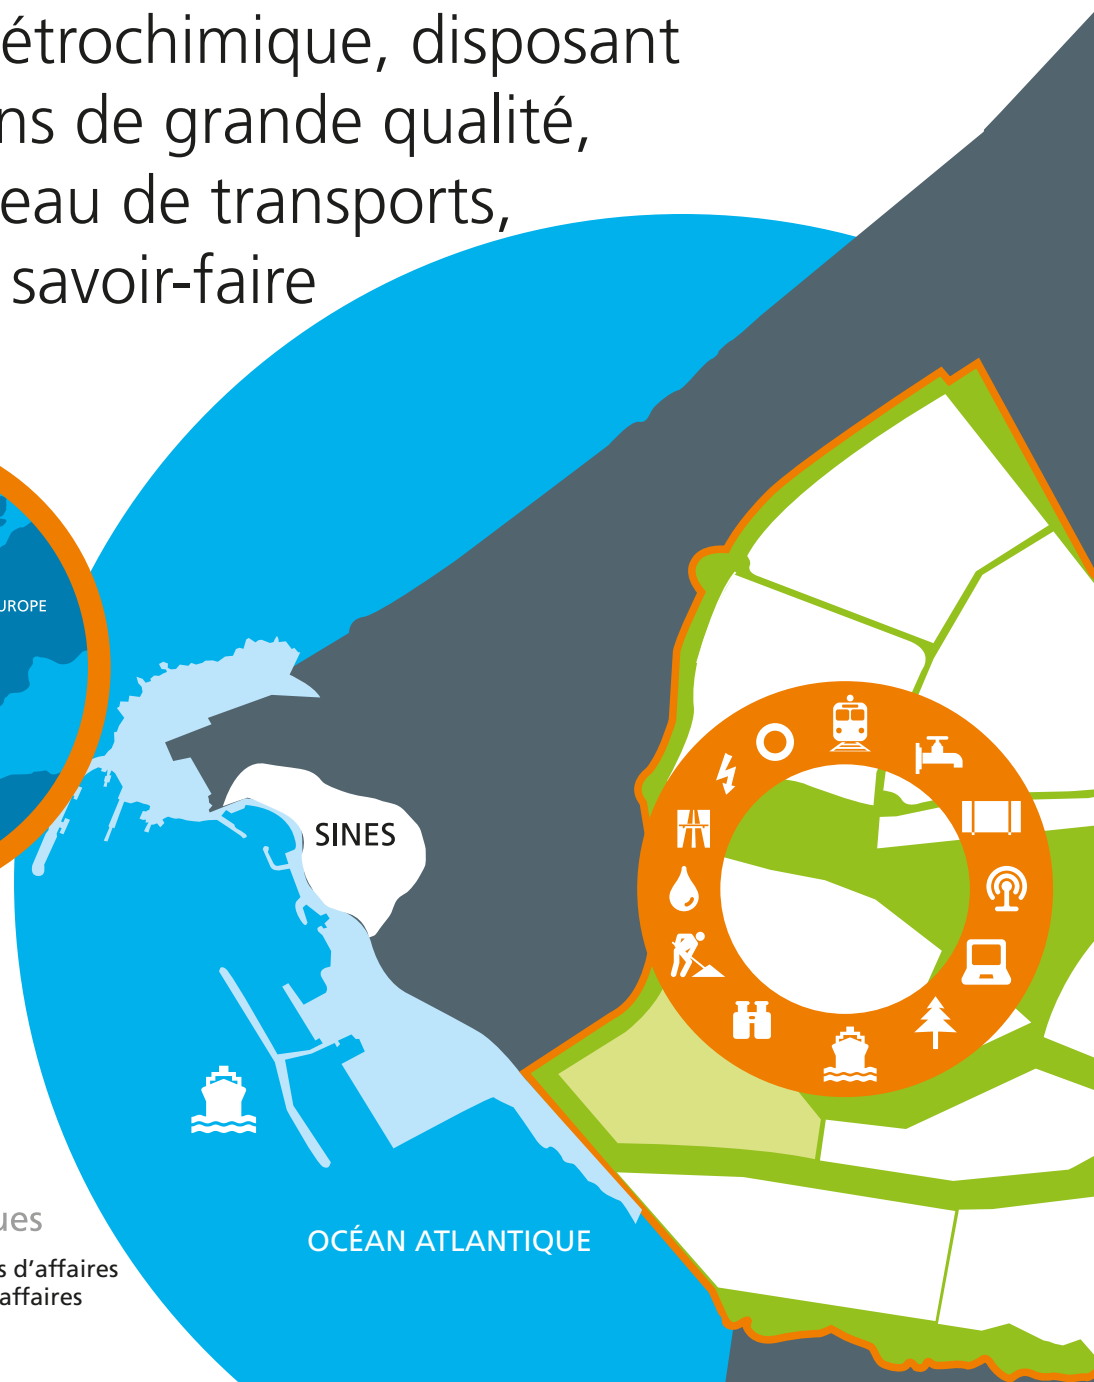 étrochimique, disposant
ns de grande qualité,
eau de transports,
savoir-faire
UROPE
SINES
OCÉAN ATLANTIQUE
ues
s d'affaires
affaires